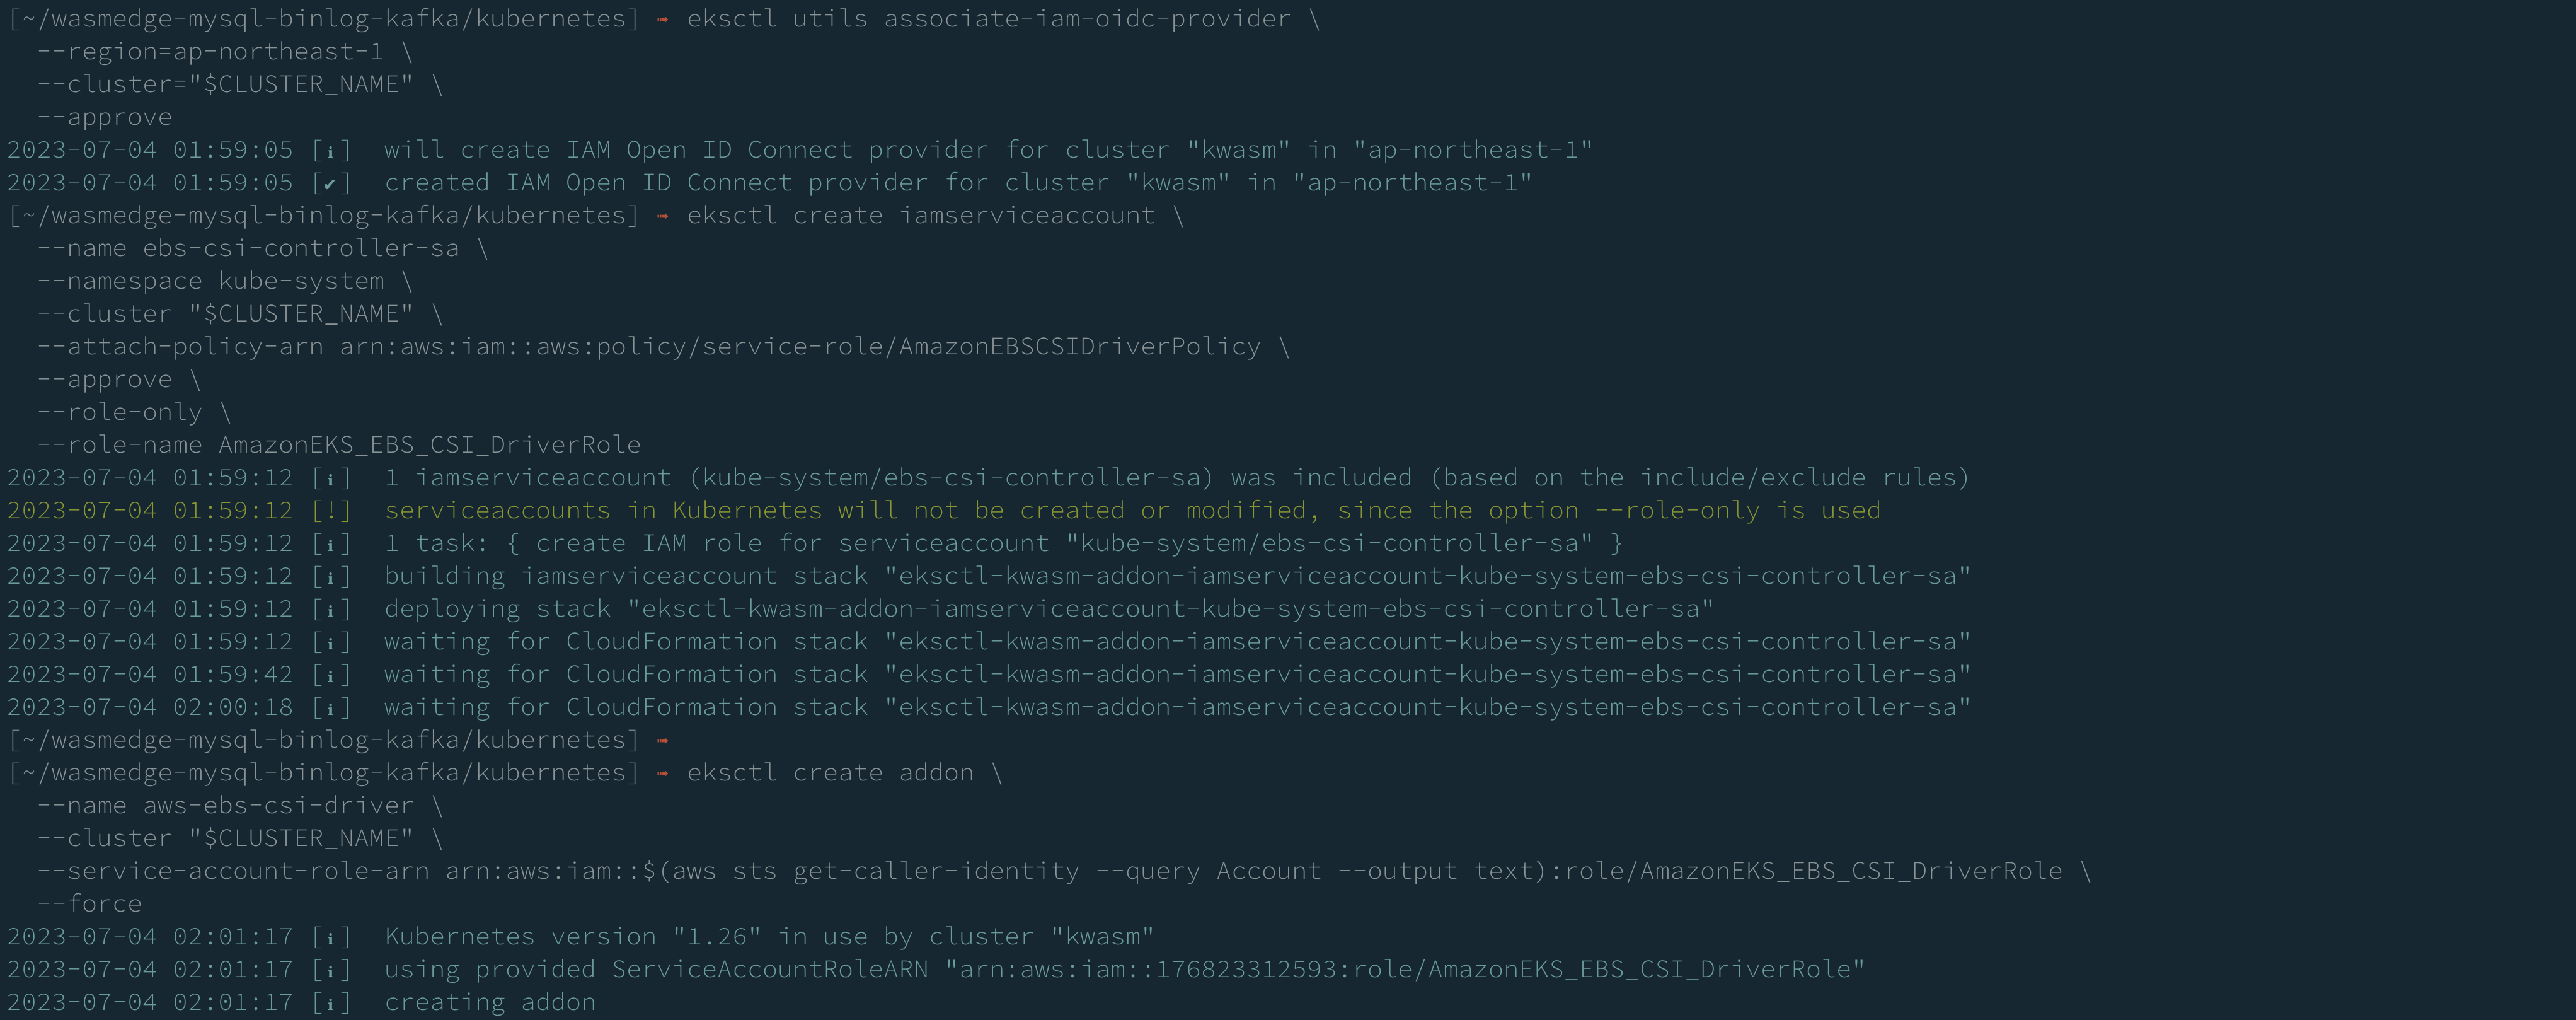 [~/wasmedge-mysql-binlog-kafka/kubernetes] ➟ eksctl utils associate-iam-oidc-provider \
  --region=ap-northeast-1 \
  --cluster="$CLUSTER_NAME" \
  --approve
2023-07-04 01:59:05 [ℹ]  will create IAM Open ID Connect provider for cluster "kwasm" in "ap-northeast-1"
2023-07-04 01:59:05 [✔]  created IAM Open ID Connect provider for cluster "kwasm" in "ap-northeast-1"
[~/wasmedge-mysql-binlog-kafka/kubernetes] ➟ eksctl create iamserviceaccount \
  --name ebs-csi-controller-sa \
  --namespace kube-system \
  --cluster "$CLUSTER_NAME" \
  --attach-policy-arn arn:aws:iam::aws:policy/service-role/AmazonEBSCSIDriverPolicy \
  --approve \
  --role-only \
  --role-name AmazonEKS_EBS_CSI_DriverRole
2023-07-04 01:59:12 [ℹ]  1 iamserviceaccount (kube-system/ebs-csi-controller-sa) was included (based on the include/exclude rules)
2023-07-04 01:59:12 [!]  serviceaccounts in Kubernetes will not be created or modified, since the option --role-only is used
2023-07-04 01:59:12 [ℹ]  1 task: { create IAM role for serviceaccount "kube-system/ebs-csi-controller-sa" }
2023-07-04 01:59:12 [ℹ]  building iamserviceaccount stack "eksctl-kwasm-addon-iamserviceaccount-kube-system-ebs-csi-controller-sa"
2023-07-04 01:59:12 [ℹ]  deploying stack "eksctl-kwasm-addon-iamserviceaccount-kube-system-ebs-csi-controller-sa"
2023-07-04 01:59:12 [ℹ]  waiting for CloudFormation stack "eksctl-kwasm-addon-iamserviceaccount-kube-system-ebs-csi-controller-sa"
2023-07-04 01:59:42 [ℹ]  waiting for CloudFormation stack "eksctl-kwasm-addon-iamserviceaccount-kube-system-ebs-csi-controller-sa"
2023-07-04 02:00:18 [ℹ]  waiting for CloudFormation stack "eksctl-kwasm-addon-iamserviceaccount-kube-system-ebs-csi-controller-sa"
[~/wasmedge-mysql-binlog-kafka/kubernetes] ➟
[~/wasmedge-mysql-binlog-kafka/kubernetes] ➟ eksctl create addon \
  --name aws-ebs-csi-driver \
  --cluster "$CLUSTER_NAME" \
  --service-account-role-arn arn:aws:iam::$(aws sts get-caller-identity --query Account --output text):role/AmazonEKS_EBS_CSI_DriverRole \
  --force
2023-07-04 02:01:17 [ℹ]  Kubernetes version "1.26" in use by cluster "kwasm"
2023-07-04 02:01:17 [ℹ]  using provided ServiceAccountRoleARN "arn:aws:iam::176823312593:role/AmazonEKS_EBS_CSI_DriverRole"
2023-07-04 02:01:17 [ℹ]  creating addon